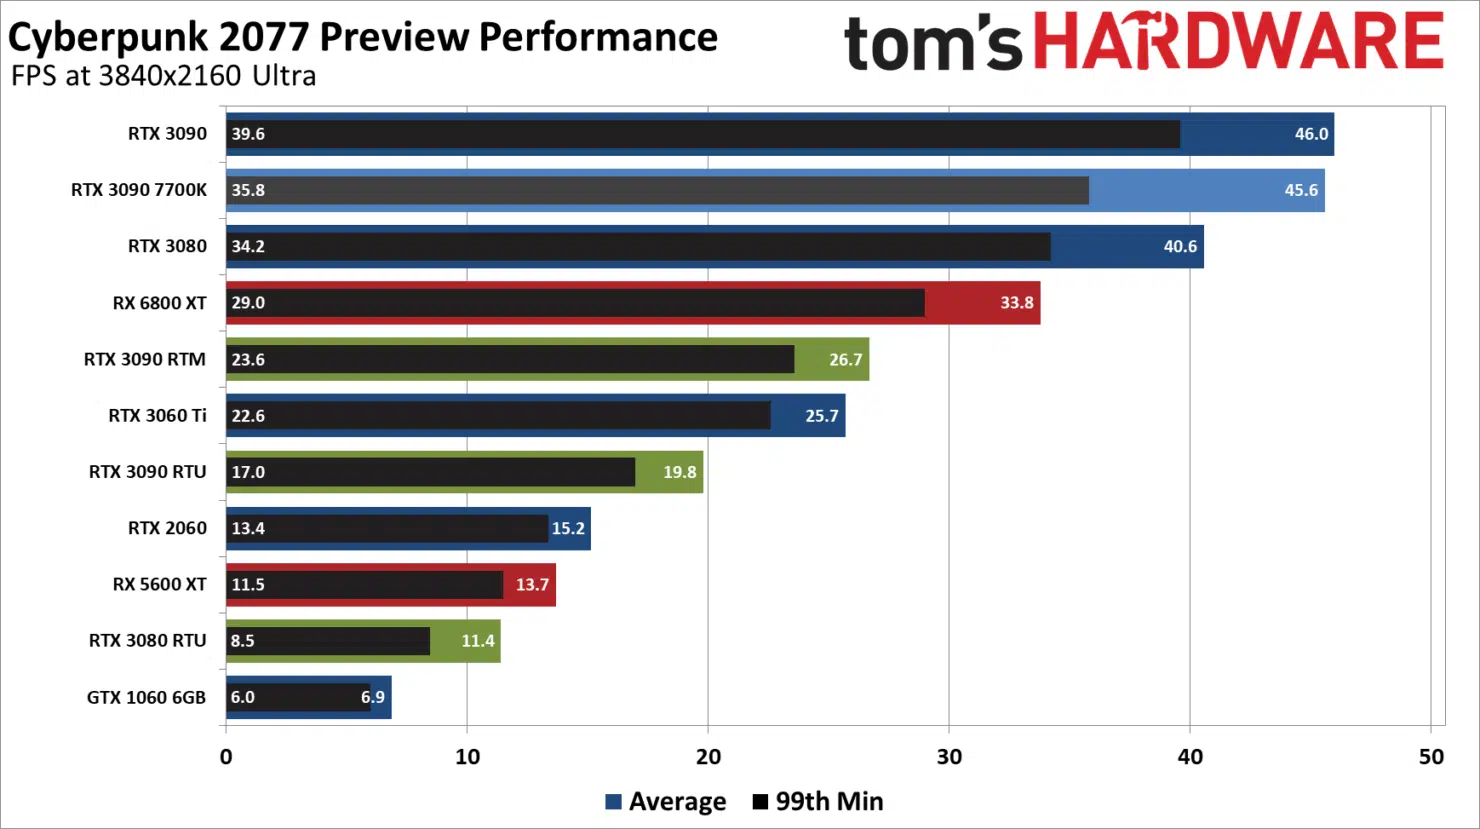 Cyberpunk 2077 Preview Performance
FPS at 3840x2160 Ultra
tom's HARDWARE
RTX 3090 39.6 46.0
RTX 3090 7700K 35.8 45.6
RTX 3080 34.2 40.6
RX 6800 XT 29.0 33.8
RTX 3090 RTM 23.6 26.7
RTX 3060 Ti 22.6 25.7
RTX 3090 RTU 17.0 19.8
RTX 2060 13.4 15.2
RX 5600 XT 11.5 13.7
RTX 3080 RTU 8.5 11.4
GTX 1060 6GB 6.0 6.9
0 10 20 30 40 50
Average 99th Min